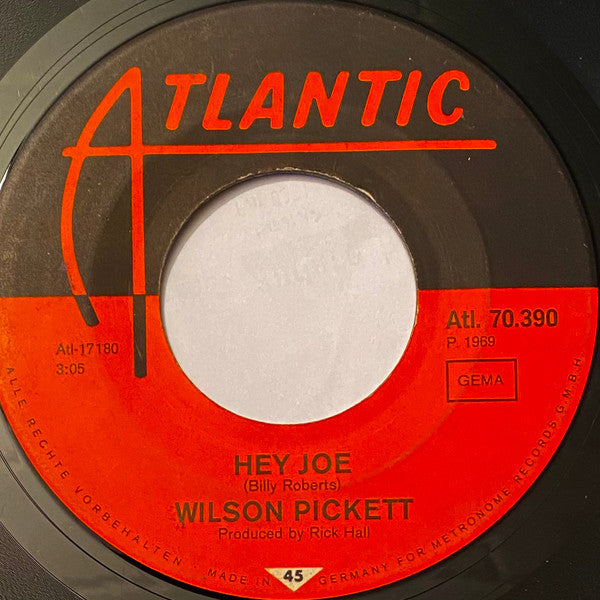 ATLANTIC
Atl. 70.390
P. 1969
GEMA
Atl-17180
3:05
HEY JOE
(Billy Roberts)
WILSON PICKETT
Produced by Rick Hall
ALLE RECHTE VORBEHALTEN · MADE IN 45 GERMANY FOR METRONOME RECORDS G.M.B.H